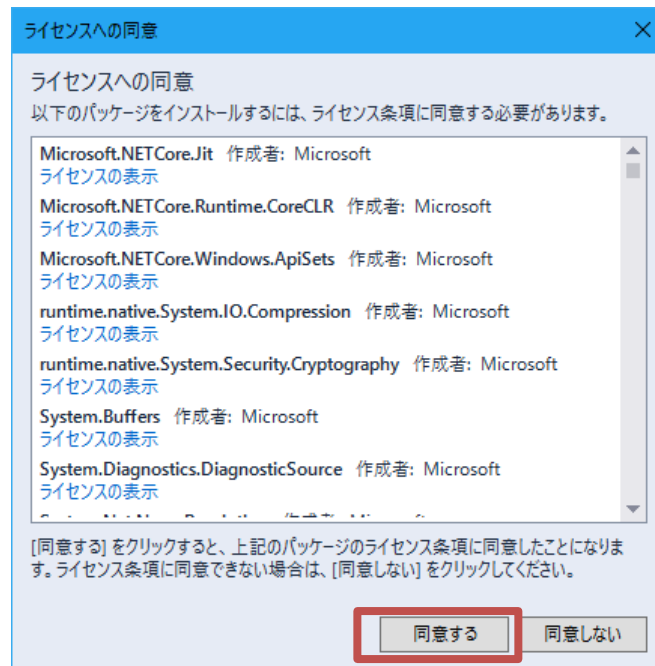 ライセンスへの同意
ライセンスへの同意
以下のパッケージをインストールするには、ライセンス条項に同意する必要があります。
Microsoft.NETCore.Jit 作成者: Microsoft
ライセンスの表示
Microsoft.NETCore.Runtime.CoreCLR 作成者: Microsoft
ライセンスの表示
Microsoft.NETCore.Windows.ApiSets 作成者: Microsoft
ライセンスの表示
runtime.native.System.IO.Compression 作成者: Microsoft
ライセンスの表示
runtime.native.System.Security.Cryptography 作成者: Microsoft
ライセンスの表示
System.Buffers 作成者: Microsoft
ライセンスの表示
System.Diagnostics.DiagnosticSource 作成者: Microsoft
ライセンスの表示
[同意する] をクリックすると、上記のパッケージのライセンス条項に同意したことになりま
す。ライセンス条項に同意できない場合は、[同意しない] をクリックしてください。
同意する 同意しない